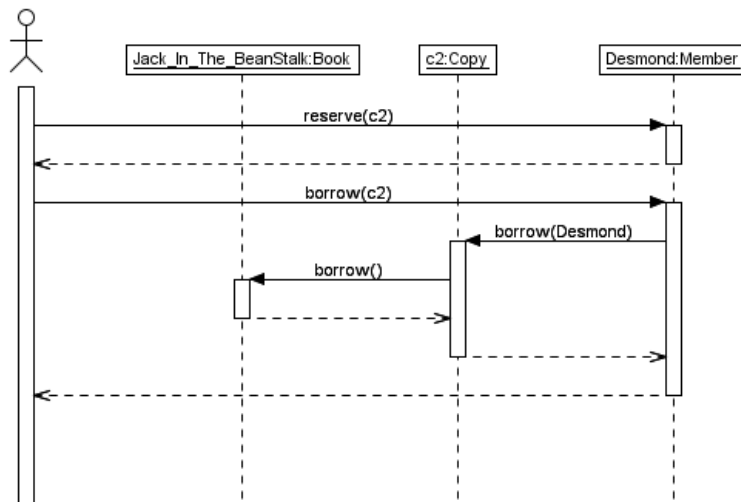 Jack_In_The_BeanStalk:Book
c2:Copy
Desmond:Member
reserve(c2)
borrow(c2)
borrow(Desmond)
borrow()